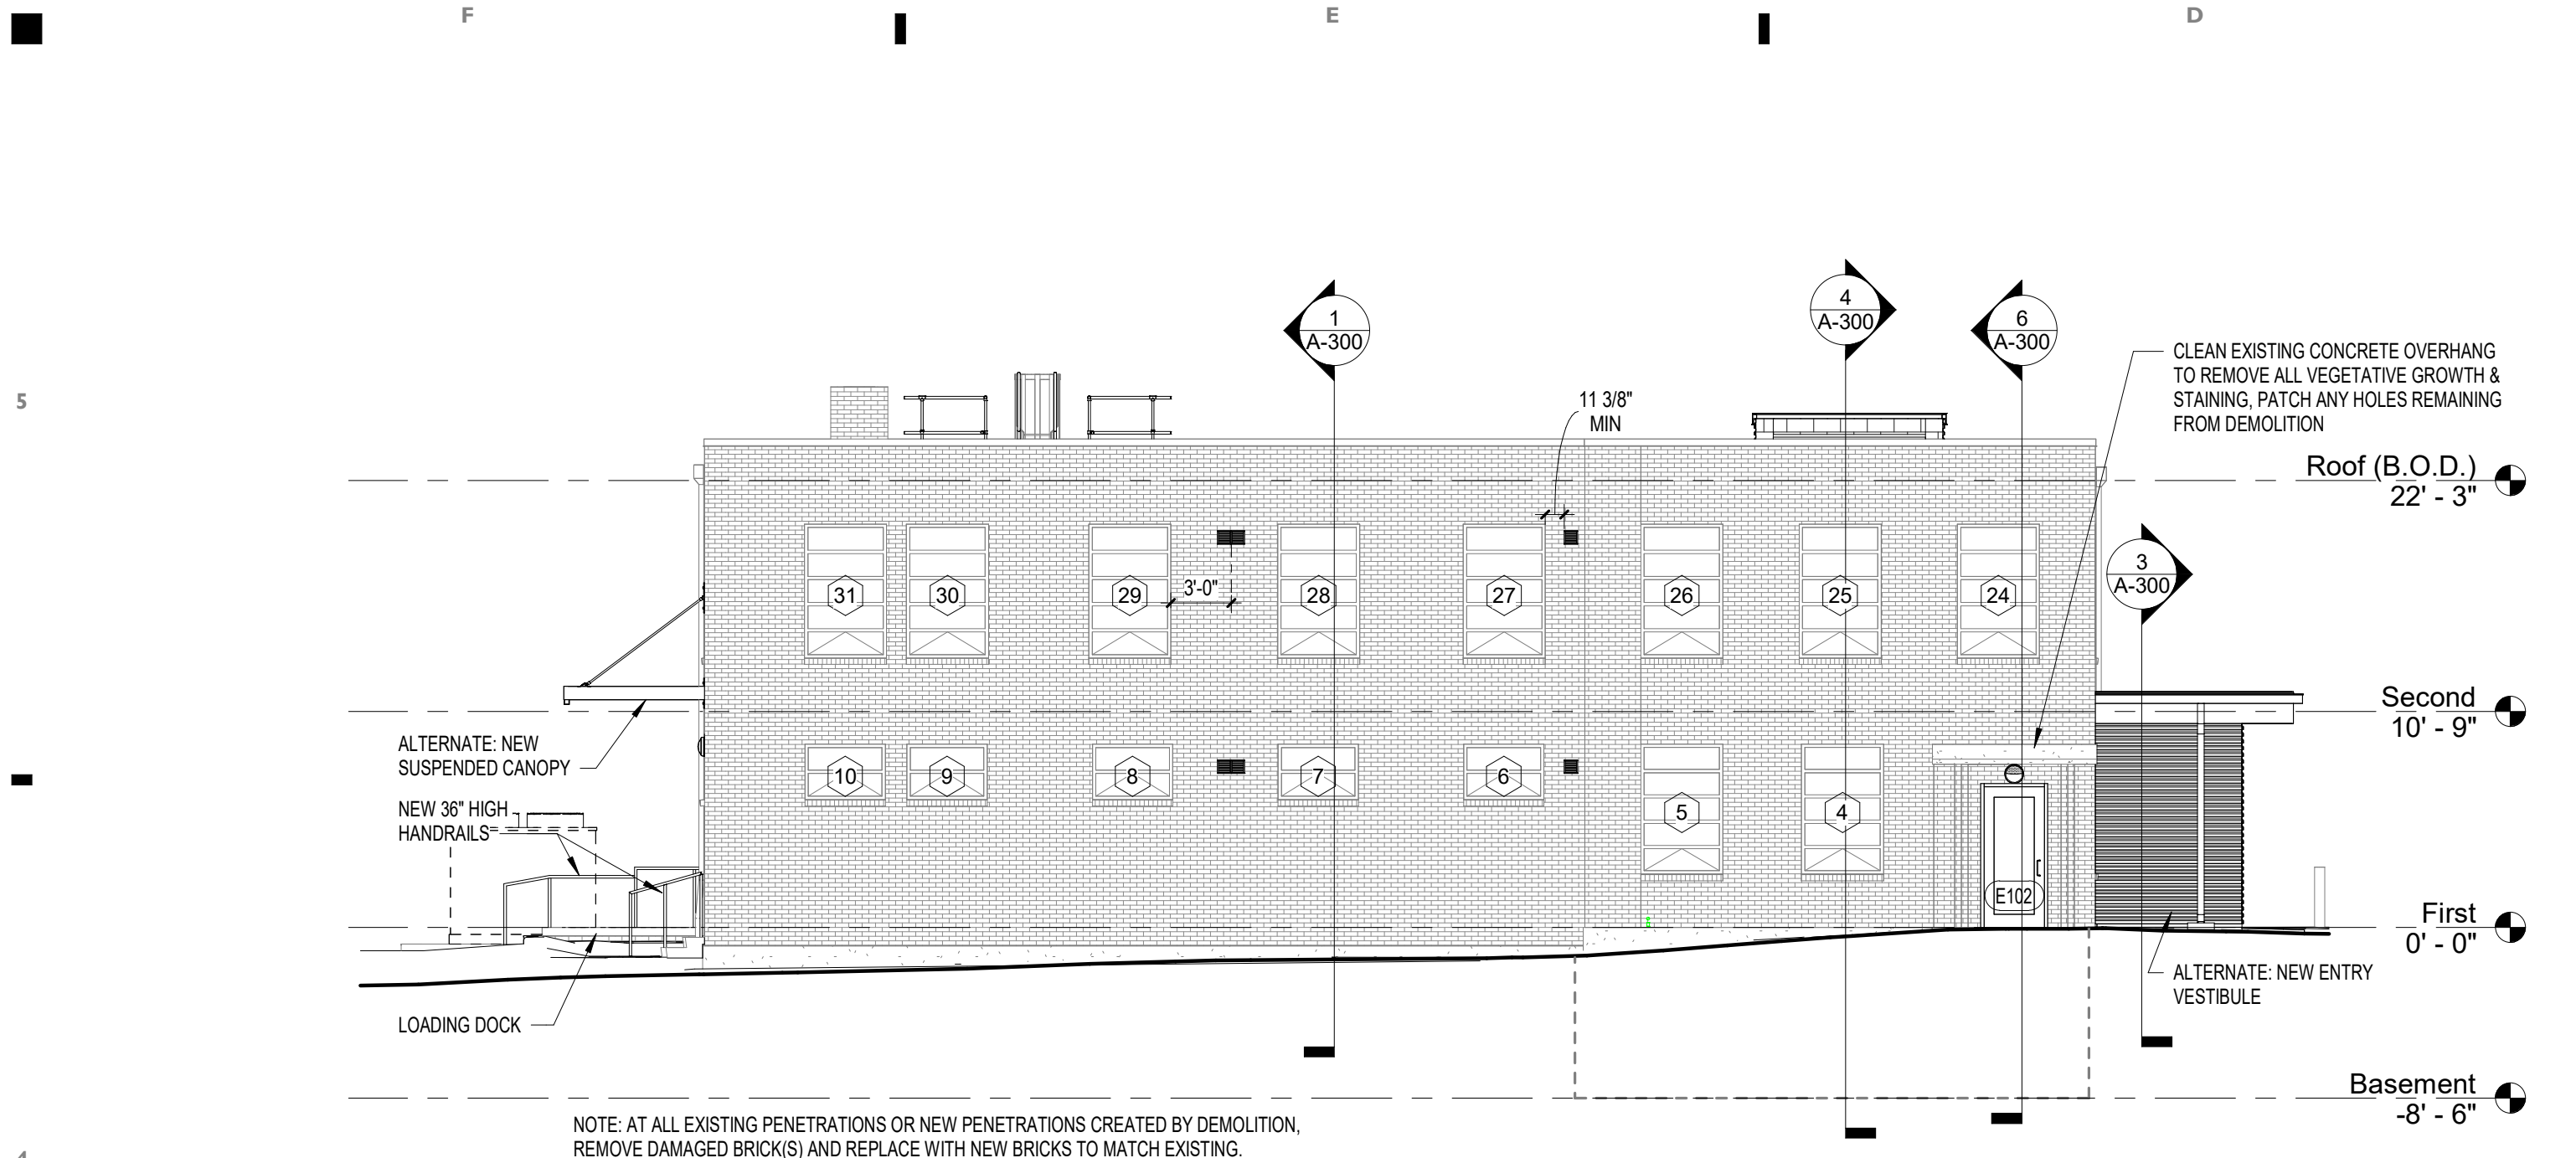 F
E
D
5
1
A-300
4
A-300
6
A-300
CLEAN EXISTING CONCRETE OVERHANG
TO REMOVE ALL VEGETATIVE GROWTH &
STAINING, PATCH ANY HOLES REMAINING
FROM DEMOLITION
11 3/8"
MIN
Roof (B.O.D.)
22' - 3"
3
A-300
31
30
29
3'-0"
28
27
26
25
24
Second
10' - 9"
ALTERNATE: NEW
SUSPENDED CANOPY
10
9
8
7
6
5
4
NEW 36" HIGH
HANDRAILS
E102
First
0' - 0"
ALTERNATE: NEW ENTRY
VESTIBULE
LOADING DOCK
Basement
-8' - 6"
NOTE: AT ALL EXISTING PENETRATIONS OR NEW PENETRATIONS CREATED BY DEMOLITION,
REMOVE DAMAGED BRICK(S) AND REPLACE WITH NEW BRICKS TO MATCH EXISTING.